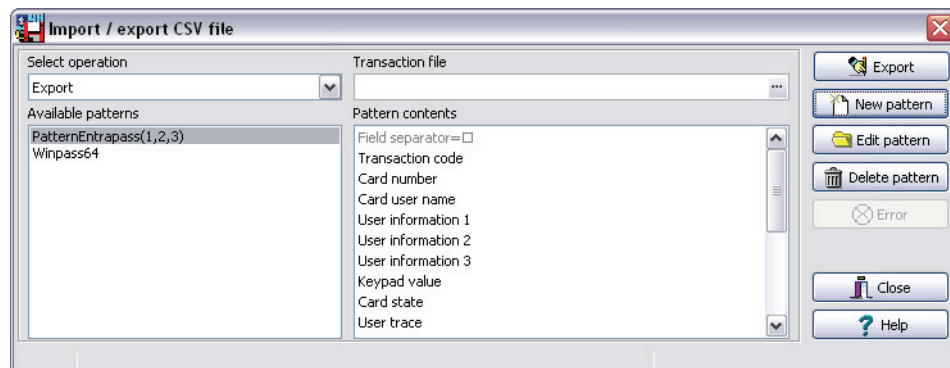 Import / export CSV file
Select operation
Export
Transaction file
...
Available patterns
PatternEntrapass(1,2,3)
Winpass64
Pattern contents
Field separator=□
Transaction code
Card number
Card user name
User information 1
User information 2
User information 3
Keypad value
Card state
User trace
Export
New pattern
Edit pattern
Delete pattern
Error
Close
Help